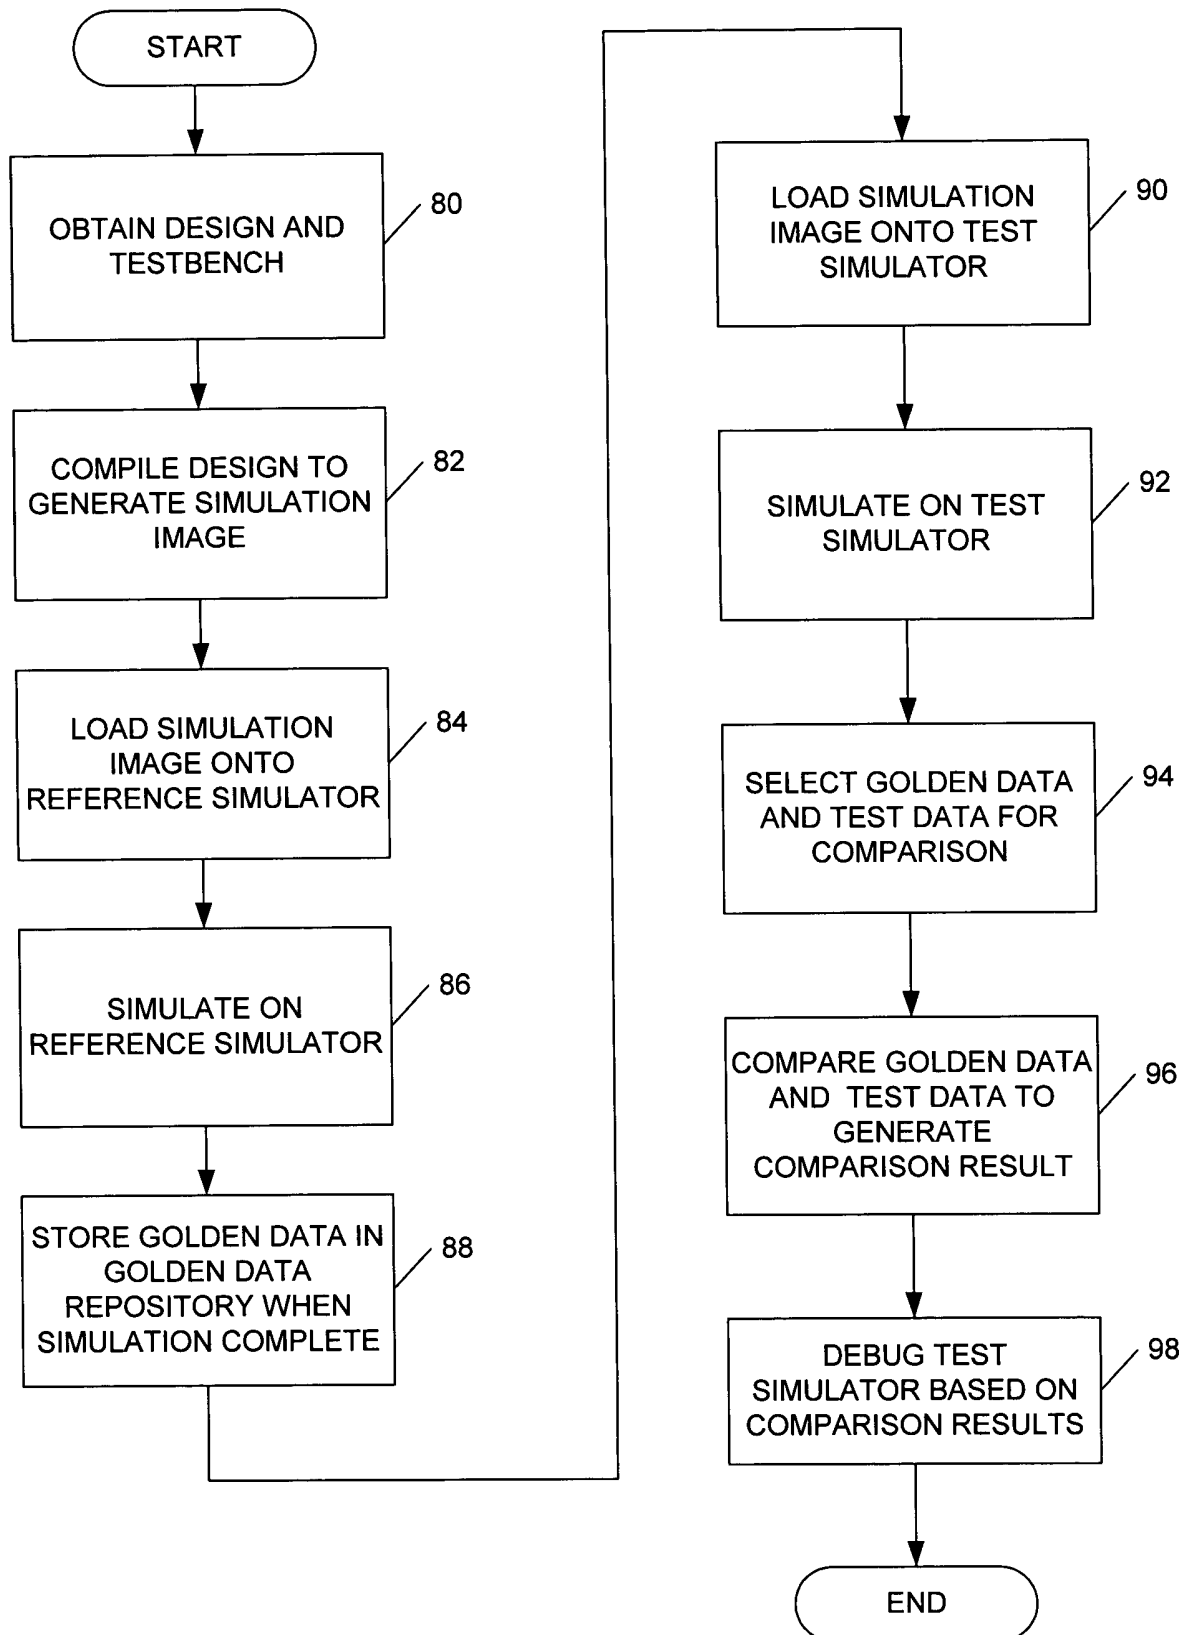 START
OBTAIN DESIGN AND
TESTBENCH
80
COMPILE DESIGN TO
GENERATE SIMULATION
IMAGE
82
LOAD SIMULATION
IMAGE ONTO
REFERENCE SIMULATOR
84
SIMULATE ON
REFERENCE SIMULATOR
86
STORE GOLDEN DATA IN
GOLDEN DATA
REPOSITORY WHEN
SIMULATION COMPLETE
88
LOAD SIMULATION
IMAGE ONTO TEST
SIMULATOR
90
SIMULATE ON TEST
SIMULATOR
92
SELECT GOLDEN DATA
AND TEST DATA FOR
COMPARISON
94
COMPARE GOLDEN DATA
AND TEST DATA TO
GENERATE
COMPARISON RESULT
96
DEBUG TEST
SIMULATOR BASED ON
COMPARISON RESULTS
98
END